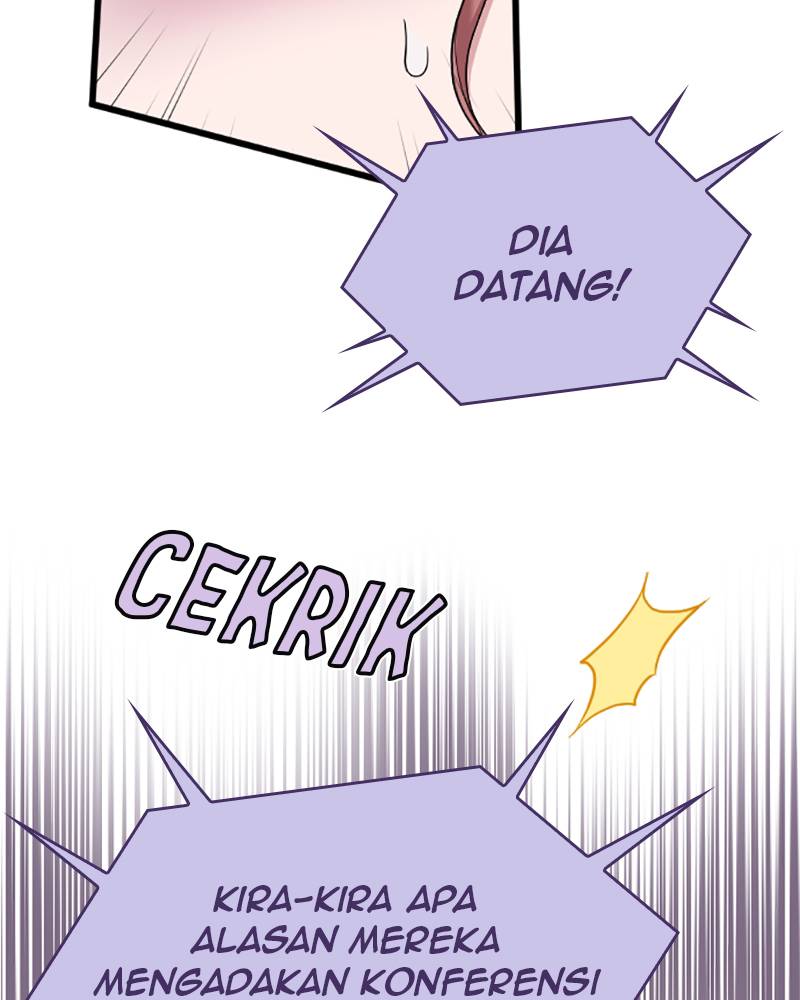 DIA
DATANG!
CEKRIK
KIRA-KIRA APA
ALASAN MEREKA
MENGADAKAN KONFERENSI